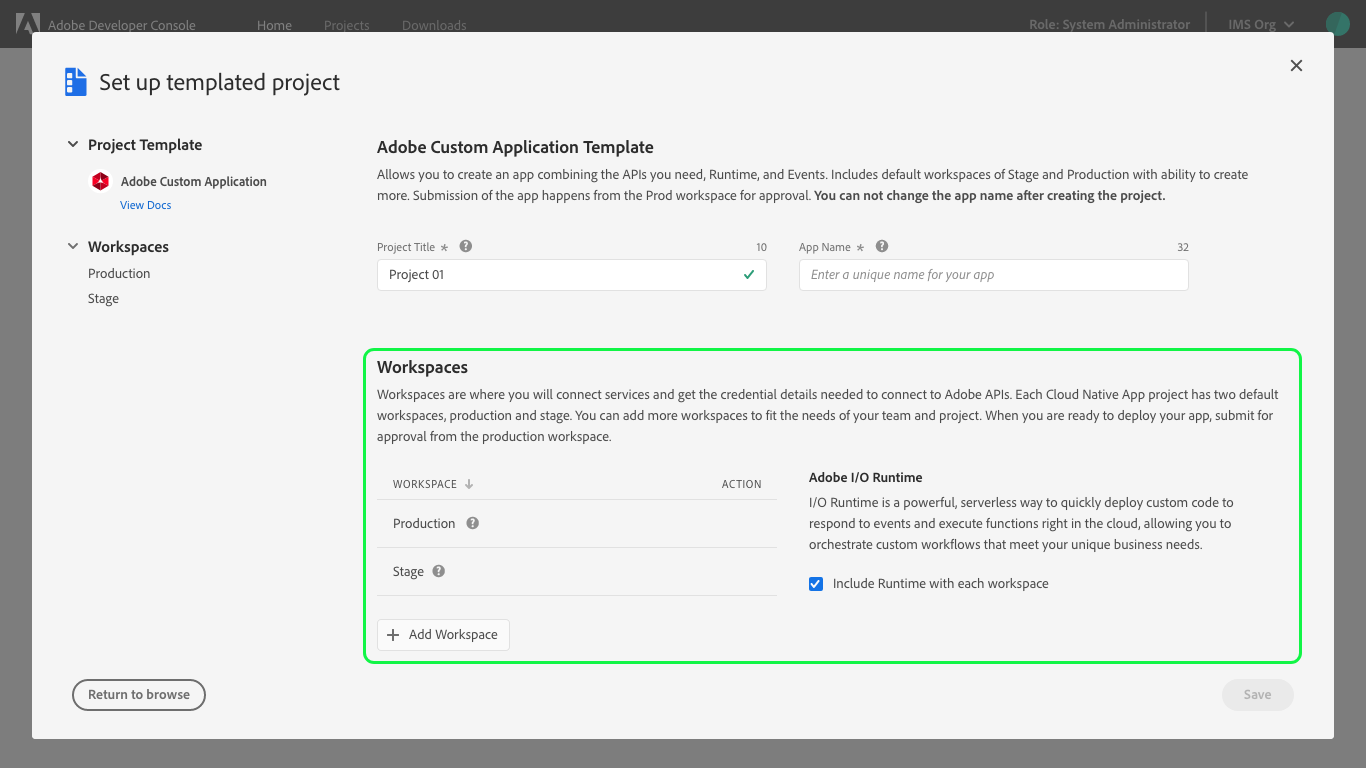 Adobe Developer Console Home Projects Downloads Role: System Administrator IMS Org
Set up templated project
Project Template
Adobe Custom Application
View Docs
Workspaces
Production
Stage
Adobe Custom Application Template
Allows you to create an app combining the APIs you need, Runtime, and Events. Includes default workspaces of Stage and Production with ability to create
more. Submission of the app happens from the Prod workspace for approval. You can not change the app name after creating the project.
Project Title * ? 10
Project 01
App Name * ? 32
Enter a unique name for your app
Workspaces
Workspaces are where you will connect services and get the credential details needed to connect to Adobe APIs. Each Cloud Native App project has two default
workspaces, production and stage. You can add more workspaces to fit the needs of your team and project. When you are ready to deploy your app, submit for
approval from the production workspace.
WORKSPACE ↓ ACTION
Production ?
Stage ?
+ Add Workspace
Adobe I/O Runtime
I/O Runtime is a powerful, serverless way to quickly deploy custom code to
respond to events and execute functions right in the cloud, allowing you to
orchestrate custom workflows that meet your unique business needs.
Include Runtime with each workspace
Return to browse
Save